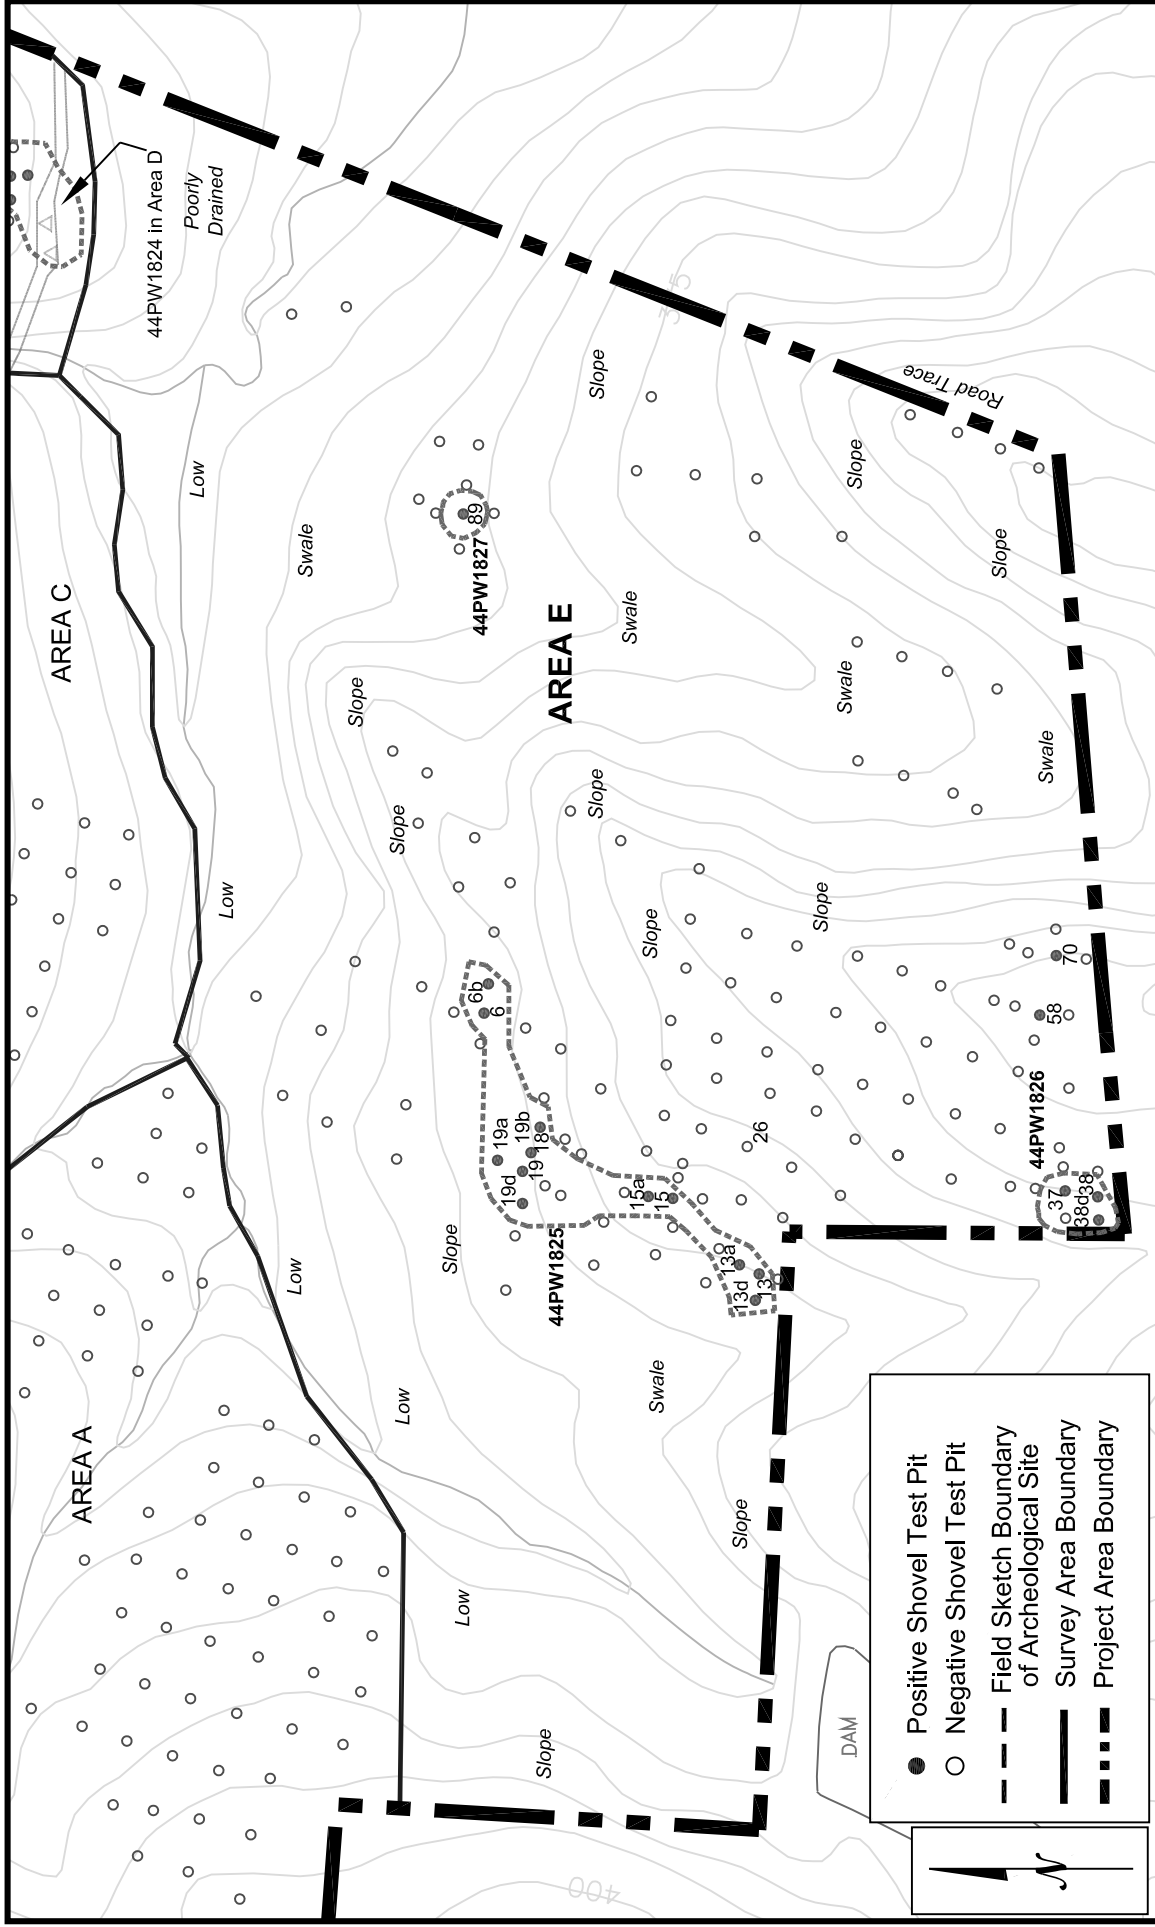 44PW1824 in Area D
Poorly
Drained
AREA C
AREA A
Low
Low
Low
Low
Low
Swale
Slope
Slope
Slope
Slope
Slope
Slope
Slope
Slope
Slope
Slope
Slope
Swale
Swale
Swale
Swale
Road Trace
AREA E
89
44PW1827
6b
6
19a
19b
18
19
19d
44PW1825
15a
15
13a
13
13d
26
70
58
44PW1826
37
38
38d
DAM
400
Positive Shovel Test Pit
Negative Shovel Test Pit
Field Sketch Boundary
of Archeological Site
Survey Area Boundary
Project Area Boundary
N